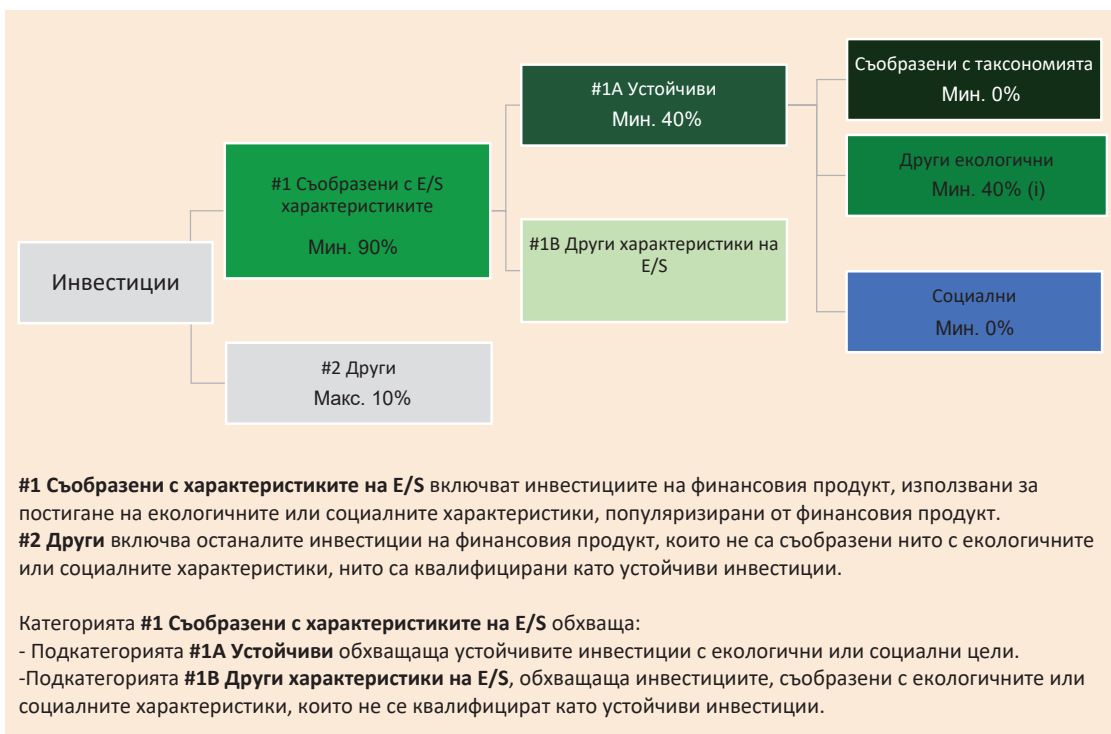 Инвестиции
#1 Съобразени с E/S
характеристиките
Мин. 90%
#2 Други
Макс. 10%
#1A Устойчиви
Мин. 40%
#1B Други характеристики на
E/S
Съобразени с таксономията
Мин. 0%
Други екологични
Мин. 40% (i)
Социални
Мин. 0%
#1 Съобразени с характеристиките на E/S включват инвестициите на финансовия продукт, използвани за
постигане на екологичните или социалните характеристики, популяризирани от финансовия продукт.
#2 Други включва останалите инвестиции на финансовия продукт, които не са съобразени нито с екологичните
или социалните характеристики, нито са квалифицирани като устойчиви инвестиции.
Категорията #1 Съобразени с характеристиките на E/S обхваща:
- Подкатегорията #1A Устойчиви обхващаща устойчивите инвестиции с екологични или социални цели.
-Подкатегорията #1B Други характеристики на E/S, обхващаща инвестициите, съобразени с екологичните или
социалните характеристики, които не се квалифицират като устойчиви инвестиции.